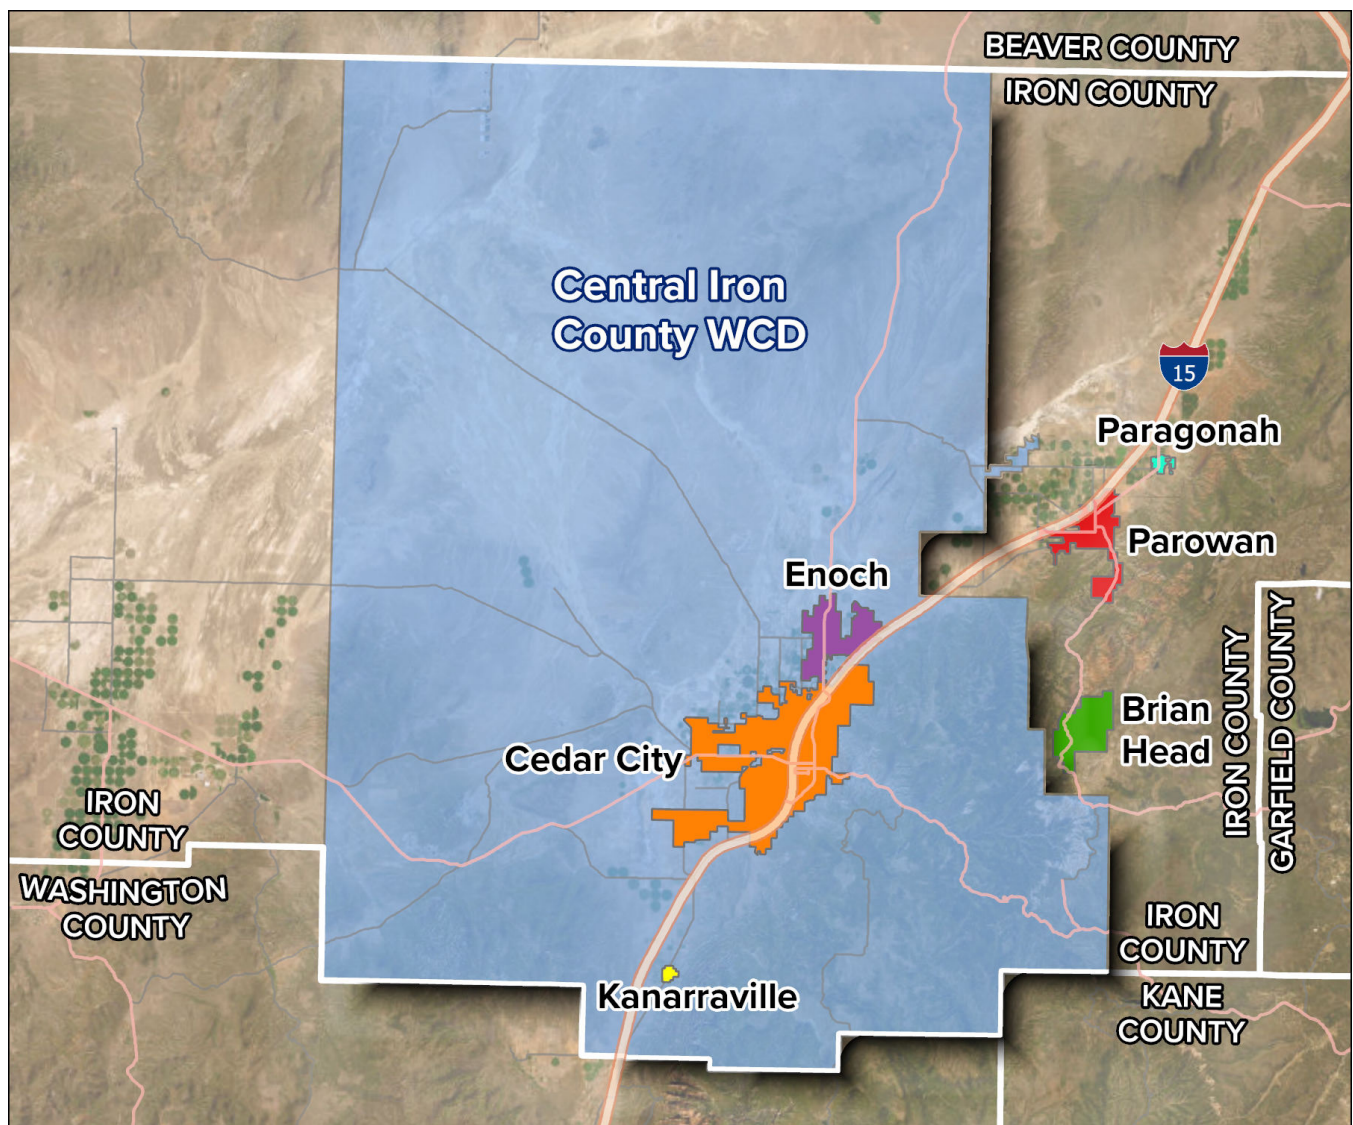 BEAVER COUNTY
IRON COUNTY
Central Iron
County WCD
15
Paragonah
Parowan
Enoch
IRON COUNTY
GARFIELD COUNTY
Brian
Head
Cedar City
IRON
COUNTY
WASHINGTON
COUNTY
IRON
COUNTY
Kanarraville
KANE
COUNTY